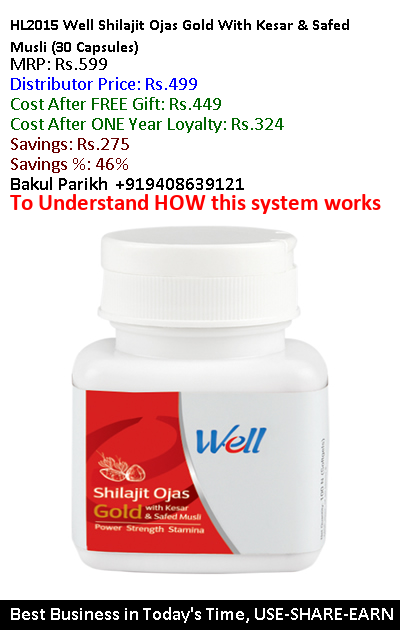 HL2015 Well Shilajit Ojas Gold With Kesar & Safed
Musli (30 Capsules)
MRP: Rs.599
Distributor Price: Rs.499
Cost After FREE Gift: Rs.449
Cost After ONE Year Loyalty: Rs.324
Savings: Rs.275
Savings %: 46%
Bakul Parikh +919408639121
To Understand HOW this system works
Well
Shilajit Ojas
Gold with Kesar
& Safed Musli
Power Strength Stamina
Best Business in Today's Time, USE-SHARE-EARN